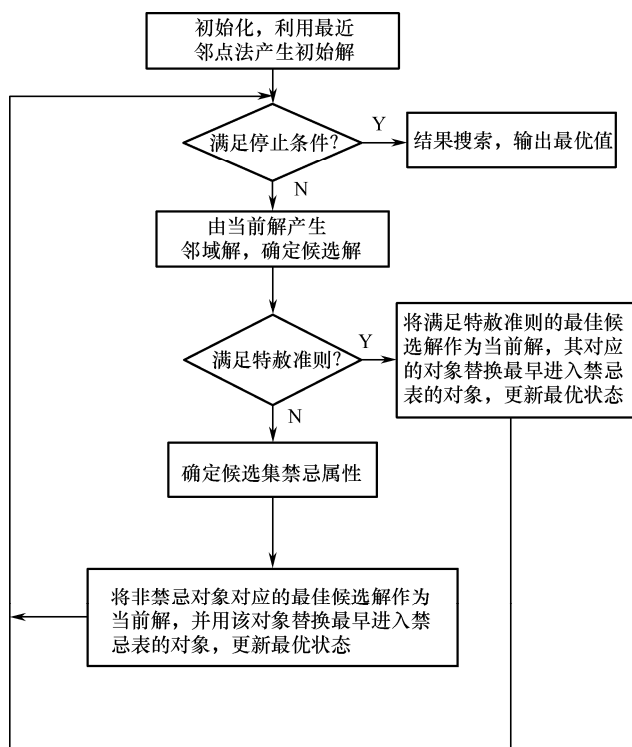 初始化，利用最近
邻点法产生初始解
满足停止条件？
Y
结果搜索，输出最优值
N
由当前解产生
邻域解，确定候选解
满足特赦准则？
Y
将满足特赦准则的最佳候
选解作为当前解，其对应
的对象替换最早进入禁忌
表的对象，更新最优状态
N
确定候选集禁忌属性
将非禁忌对象对应的最佳候选解作为
当前解，并用该对象替换最早进入禁
忌表的对象，更新最优状态